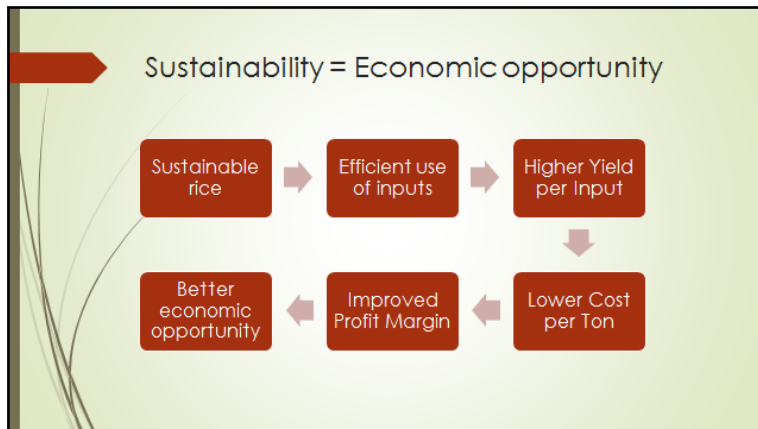 Sustainability = Economic opportunity
Sustainable
rice
Efficient use
of inputs
Higher Yield
per Input
Lower Cost
per Ton
Improved
Profit Margin
Better
economic
opportunity